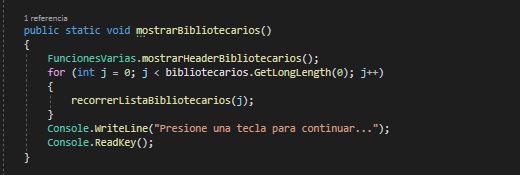 1 referencia
public static void mostrarBibliotecarios()
{
FuncionesVarias.mostrarHeaderBibliotecarios();
for (int j = 0; j < bibliotecarios.GetLongLength(0); j++)
{
recorrerListaBibliotecarios(j);
}
Console.WriteLine("Presione una tecla para continuar...");
Console.ReadKey();
}